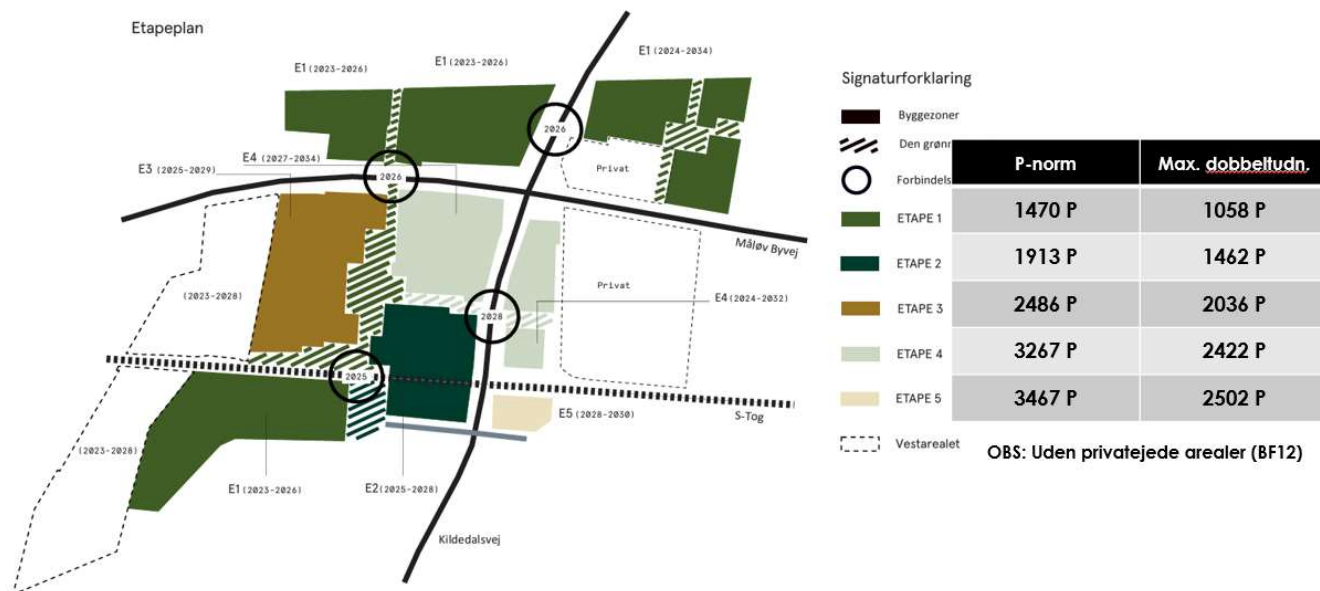 Etapeplan
E1 (2024-2034)
E1 (2023-2026)
E1 (2023-2026)
2026
E4 (2027-2034)
E3 (2025-2029)
Privat
2026
Måløv Byvej
(2023-2028)
Privat
E4 (2024-2032)
2028
2025
S-Tog
E5 (2028-2030)
(2023-2028)
E1 (2023-2026)
E2 (2025-2028)
Kildedalsvej
Signaturforklaring
Byggezoner
Den grønn
Forbindels
ETAPE 1
ETAPE 2
ETAPE 3
ETAPE 4
ETAPE 5
Vestarealet
P-norm Max. dobbeltudn.
1470 P 1058 P
1913 P 1462 P
2486 P 2036 P
3267 P 2422 P
3467 P 2502 P
OBS: Uden privatejede arealer (BF12)